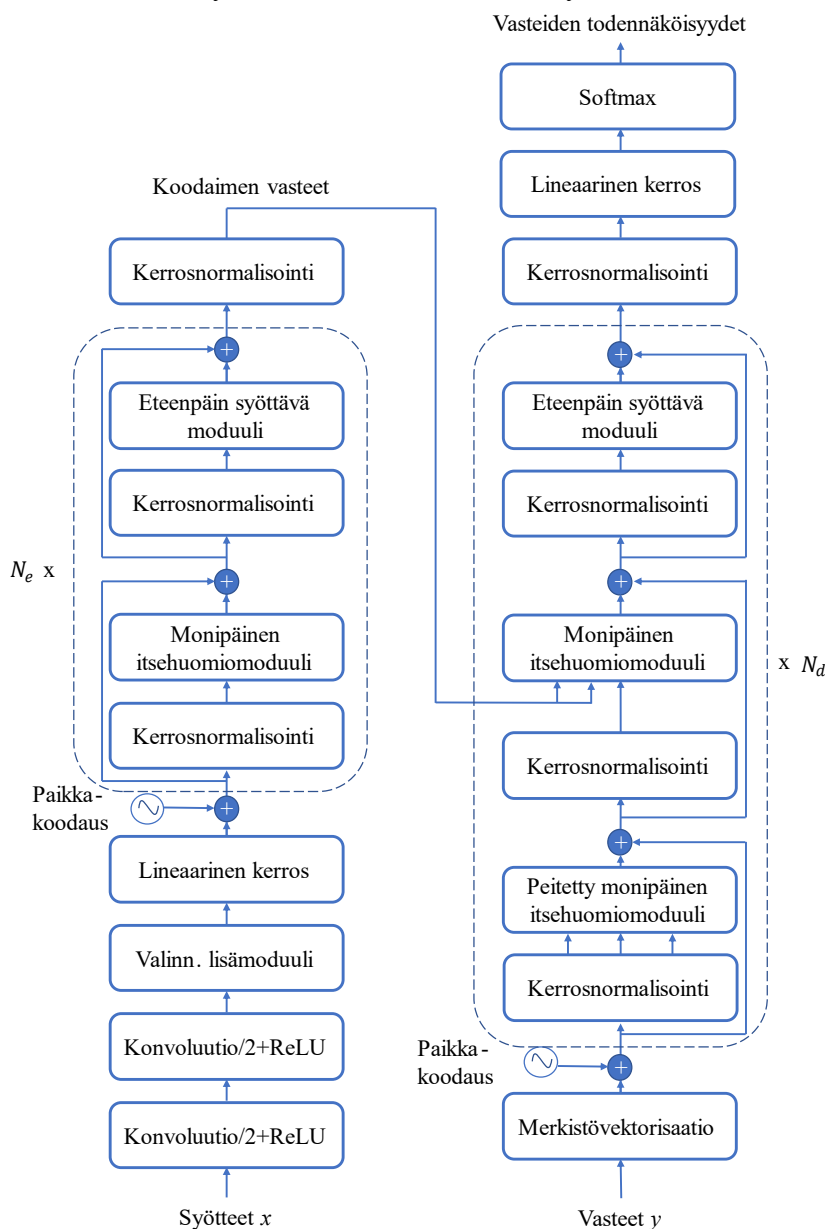 Vasteiden todennäköisyydet
Softmax
Lineaarinen kerros
Kerrosnormalisointi
Koodaimen vasteet
Kerrosnormalisointi
Eteenpäin syöttävä
moduuli
Kerrosnormalisointi
N_e x
Monipäinen
itsehuomiomoduuli
Kerrosnormalisointi
Paikka-
koodaus
Lineaarinen kerros
Valinn. lisämoduuli
Konvoluutio/2+ReLU
Konvoluutio/2+ReLU
Syötteet x
Eteenpäin syöttävä
moduuli
Kerrosnormalisointi
Monipäinen
itsehuomiomoduuli
x N_d
Kerrosnormalisointi
Peitetty monipäinen
itsehuomiomoduuli
Kerrosnormalisointi
Paikka-
koodaus
Merkistövektorisaatio
Vasteet y